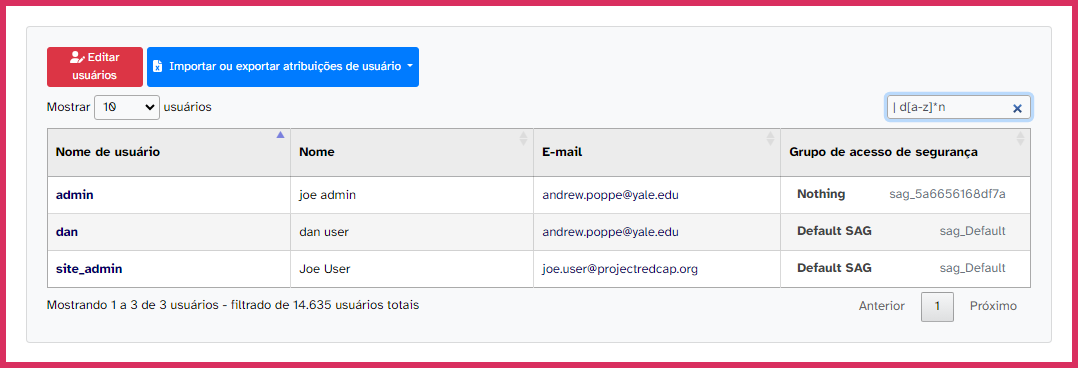 Editar
usuários
Importar ou exportar atribuições de usuário
Mostrar 10 usuários
| d[a-z]*n
Nome de usuário Nome E-mail Grupo de acesso de segurança
admin joe admin andrew.poppe@yale.edu Nothing sag_5a6656168df7a
dan dan user andrew.poppe@yale.edu Default SAG sag_Default
site_admin Joe User joe.user@projectredcap.org Default SAG sag_Default
Mostrando 1 a 3 de 3 usuários - filtrado de 14.635 usuários totais
Anterior 1 Próximo